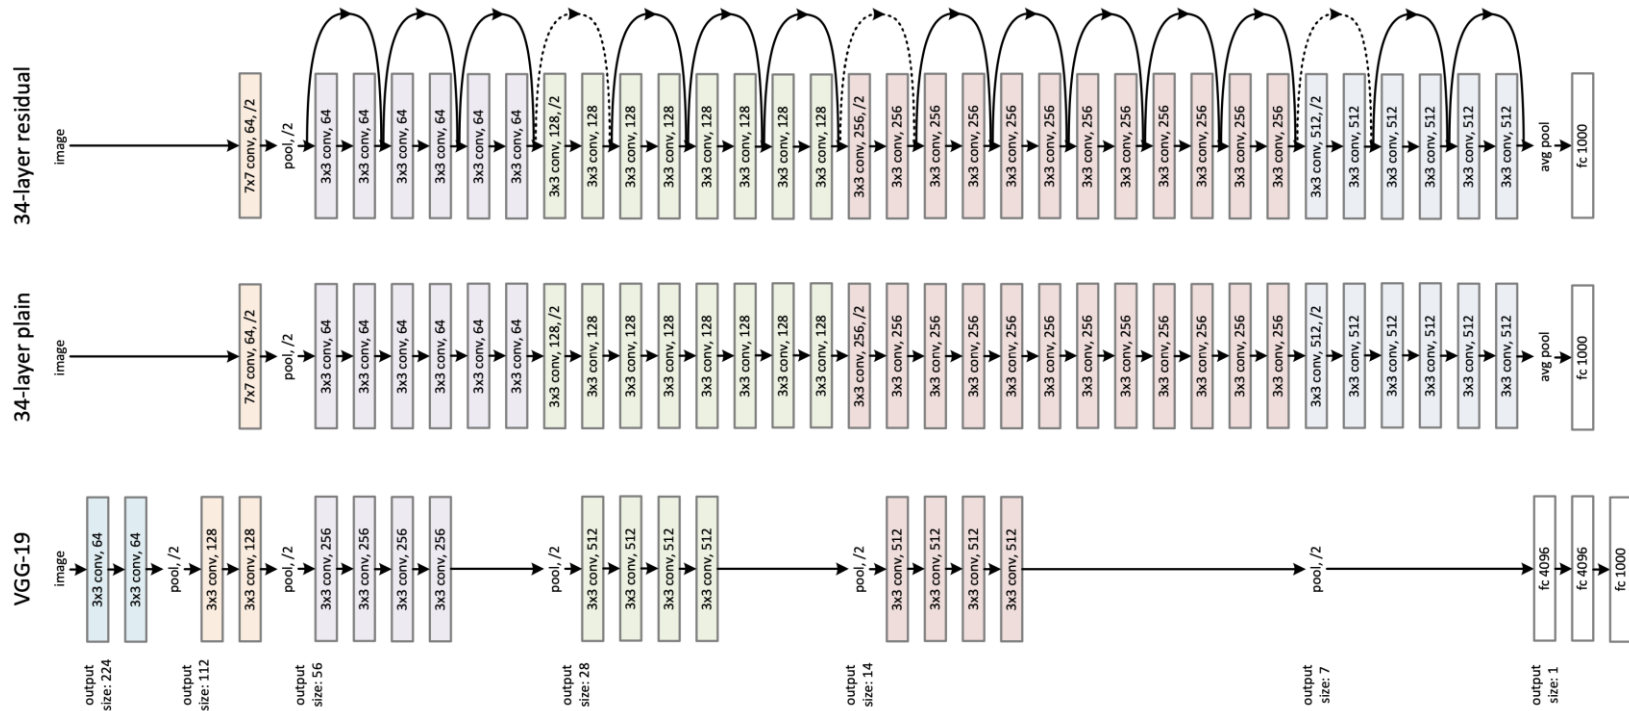 34-layer residual
image
7x7 conv, 64, /2
pool, /2
3x3 conv, 64
3x3 conv, 64
3x3 conv, 64
3x3 conv, 64
3x3 conv, 64
3x3 conv, 64
3x3 conv, 128, /2
3x3 conv, 128
3x3 conv, 128
3x3 conv, 128
3x3 conv, 128
3x3 conv, 128
3x3 conv, 128
3x3 conv, 128
3x3 conv, 256, /2
3x3 conv, 256
3x3 conv, 256
3x3 conv, 256
3x3 conv, 256
3x3 conv, 256
3x3 conv, 256
3x3 conv, 256
3x3 conv, 256
3x3 conv, 256
3x3 conv, 256
3x3 conv, 256
3x3 conv, 512, /2
3x3 conv, 512
3x3 conv, 512
3x3 conv, 512
3x3 conv, 512
3x3 conv, 512
avg pool
fc 1000
34-layer plain
image
7x7 conv, 64, /2
pool, /2
3x3 conv, 64
3x3 conv, 64
3x3 conv, 64
3x3 conv, 64
3x3 conv, 64
3x3 conv, 64
3x3 conv, 128, /2
3x3 conv, 128
3x3 conv, 128
3x3 conv, 128
3x3 conv, 128
3x3 conv, 128
3x3 conv, 128
3x3 conv, 128
3x3 conv, 256, /2
3x3 conv, 256
3x3 conv, 256
3x3 conv, 256
3x3 conv, 256
3x3 conv, 256
3x3 conv, 256
3x3 conv, 256
3x3 conv, 256
3x3 conv, 256
3x3 conv, 256
3x3 conv, 256
3x3 conv, 512, /2
3x3 conv, 512
3x3 conv, 512
3x3 conv, 512
3x3 conv, 512
3x3 conv, 512
avg pool
fc 1000
VGG-19
image
3x3 conv, 64
3x3 conv, 64
pool, /2
3x3 conv, 128
3x3 conv, 128
pool, /2
3x3 conv, 256
3x3 conv, 256
3x3 conv, 256
3x3 conv, 256
pool, /2
3x3 conv, 512
3x3 conv, 512
3x3 conv, 512
3x3 conv, 512
pool, /2
3x3 conv, 512
3x3 conv, 512
3x3 conv, 512
3x3 conv, 512
pool, /2
fc 4096
fc 4096
fc 1000
output
size: 224
output
size: 112
output
size: 56
output
size: 28
output
size: 14
output
size: 7
output
size: 1